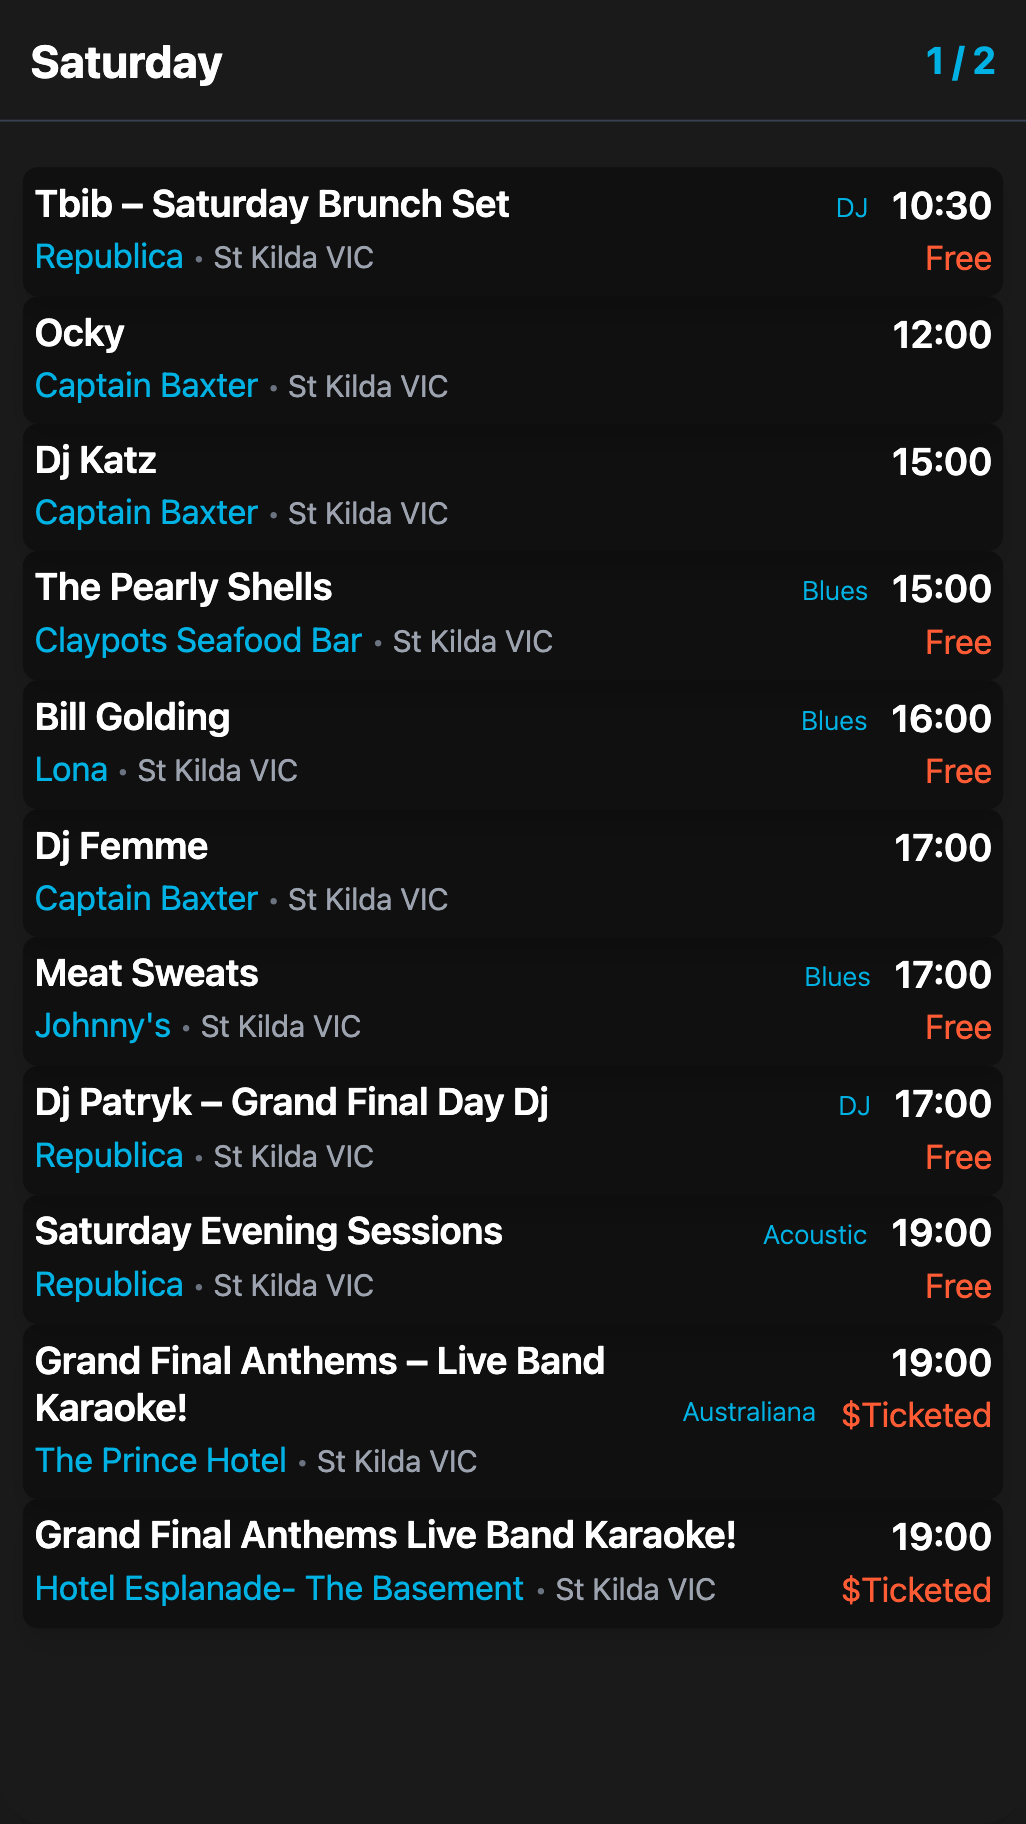 Saturday 1 / 2
Tbib – Saturday Brunch Set DJ 10:30
Republica • St Kilda VIC Free
Ocky 12:00
Captain Baxter • St Kilda VIC
Dj Katz 15:00
Captain Baxter • St Kilda VIC
The Pearly Shells Blues 15:00
Claypots Seafood Bar • St Kilda VIC Free
Bill Golding Blues 16:00
Lona • St Kilda VIC Free
Dj Femme 17:00
Captain Baxter • St Kilda VIC
Meat Sweats Blues 17:00
Johnny's • St Kilda VIC Free
Dj Patryk – Grand Final Day Dj DJ 17:00
Republica • St Kilda VIC Free
Saturday Evening Sessions Acoustic 19:00
Republica • St Kilda VIC Free
Grand Final Anthems – Live Band 19:00
Karaoke! Australiana $Ticketed
The Prince Hotel • St Kilda VIC
Grand Final Anthems Live Band Karaoke! 19:00
Hotel Esplanade- The Basement • St Kilda VIC $Ticketed